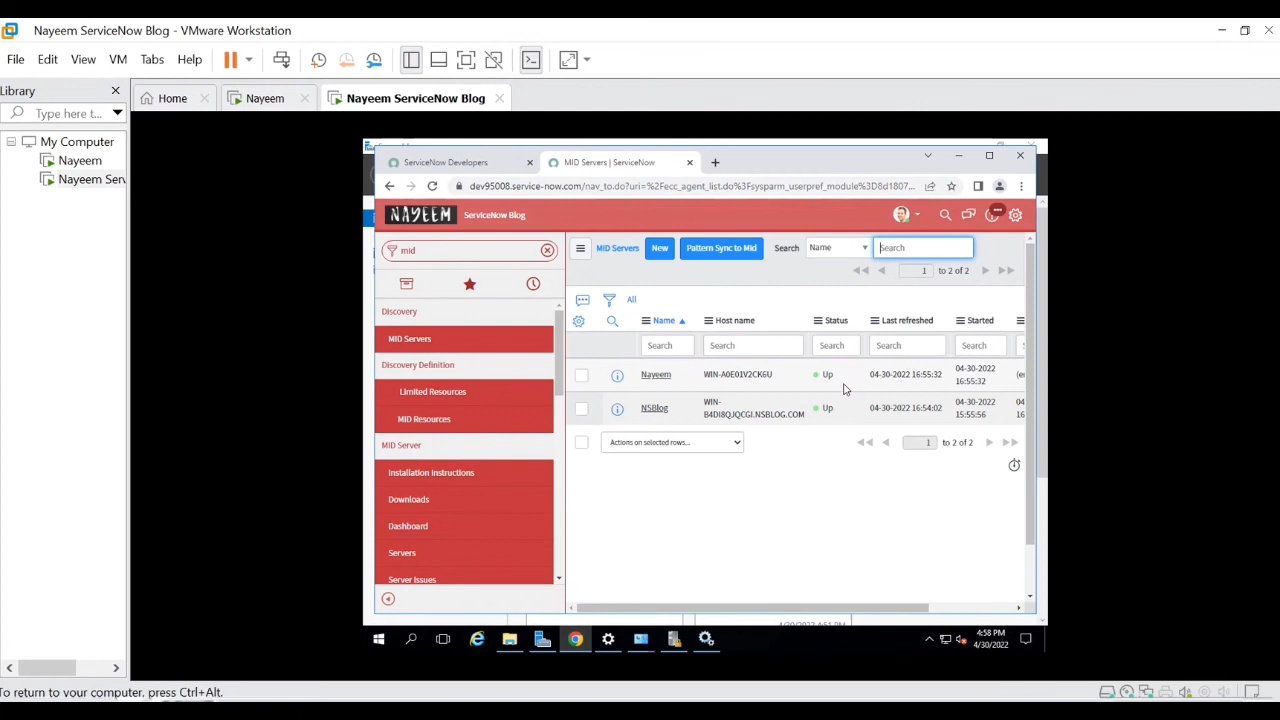 Nayeem ServiceNow Blog - VMware Workstation
File Edit View VM Tabs Help
Library
Home
Nayeem
Nayeem ServiceNow Blog
Type here t...
My Computer
Nayeem
Nayeem Serv
ServiceNow Developers
MID Servers | ServiceNow
dev95008.service-now.com/nav_to.do?uri=%2Fecc_agent_list.do%3Fsysparm_userpref_module%3D8d1807...
NAYEEM
ServiceNow Blog
mid
MID Servers
New
Pattern Sync to Mid
Search
Name
Search
1 to 2 of 2
All
Discovery
MID Servers
Discovery Definition
Limited Resources
MID Resources
MID Server
Installation Instructions
Downloads
Dashboard
Servers
Server Issues
Name Host name Status Last refreshed Started
Search Search Search Search Search
Nayeem WIN-A0E01V2CK6U Up 04-30-2022 16:55:32 04-30-2022 16:55:32
NSBlog WIN-B4DI8QJQCGI.NSBLOG.COM Up 04-30-2022 16:54:02 04-30-2022 15:55:56
Actions on selected rows...
1 to 2 of 2
4:58 PM
4/30/2022
To return to your computer, press Ctrl+Alt.